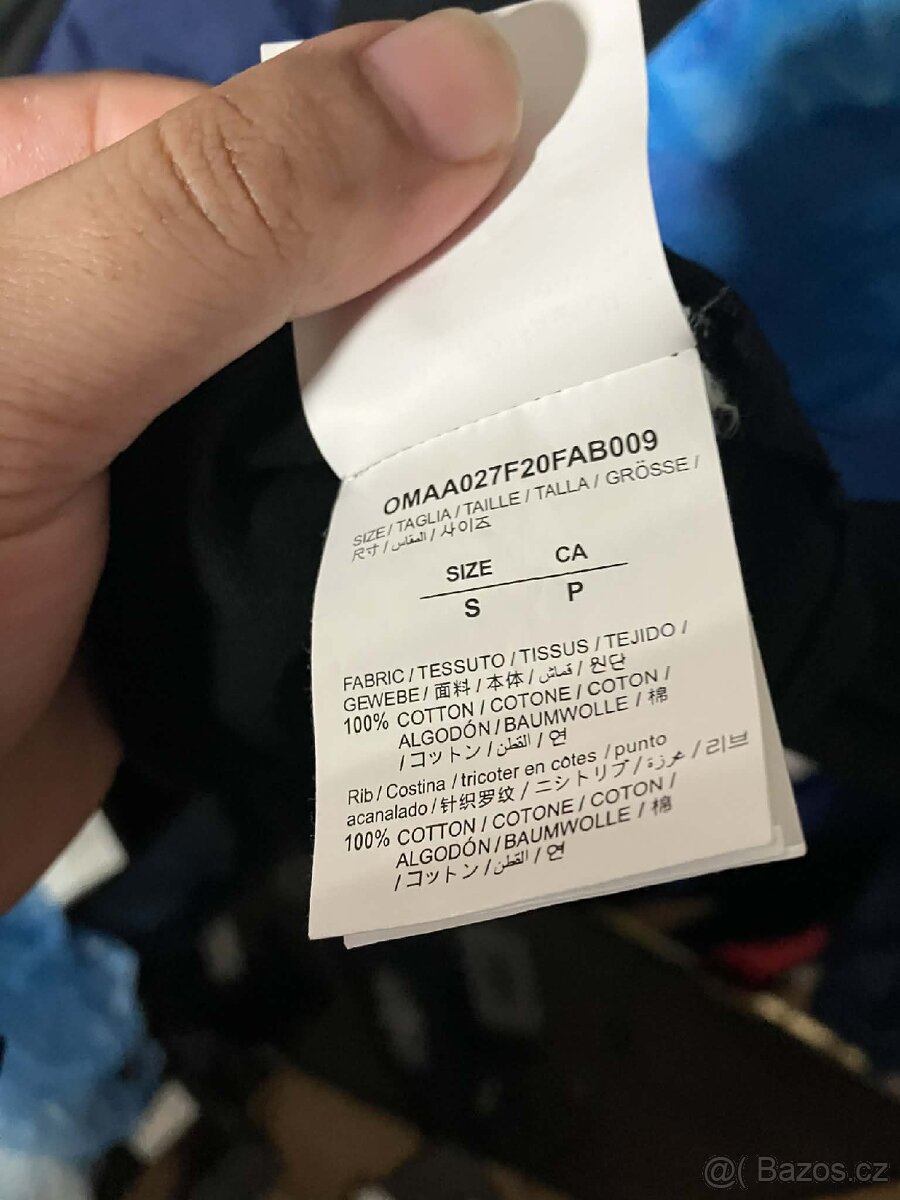 OMAA027F20FAB009
SIZE / TAGLIA / TAILLE / TALLA / GRÖSSE /
尺寸 / المقاس / 사이즈
SIZE CA
S P
FABRIC / TESSUTO / TISSUS / TEJIDO /
GEWEBE / 面料 / 本体 / قماش / 원단
100% COTTON / COTONE / COTON /
ALGODÓN / BAUMWOLLE / 棉
/ コットン / القطن / 연
Rib / Costina / tricoter en côtes / punto
acanalado / 针织罗纹 / ニシトリブ / عرزة / 리브
100% COTTON / COTONE / COTON /
ALGODÓN / BAUMWOLLE / 棉
/ コットン / القطن / 연
@( Bazos.cz